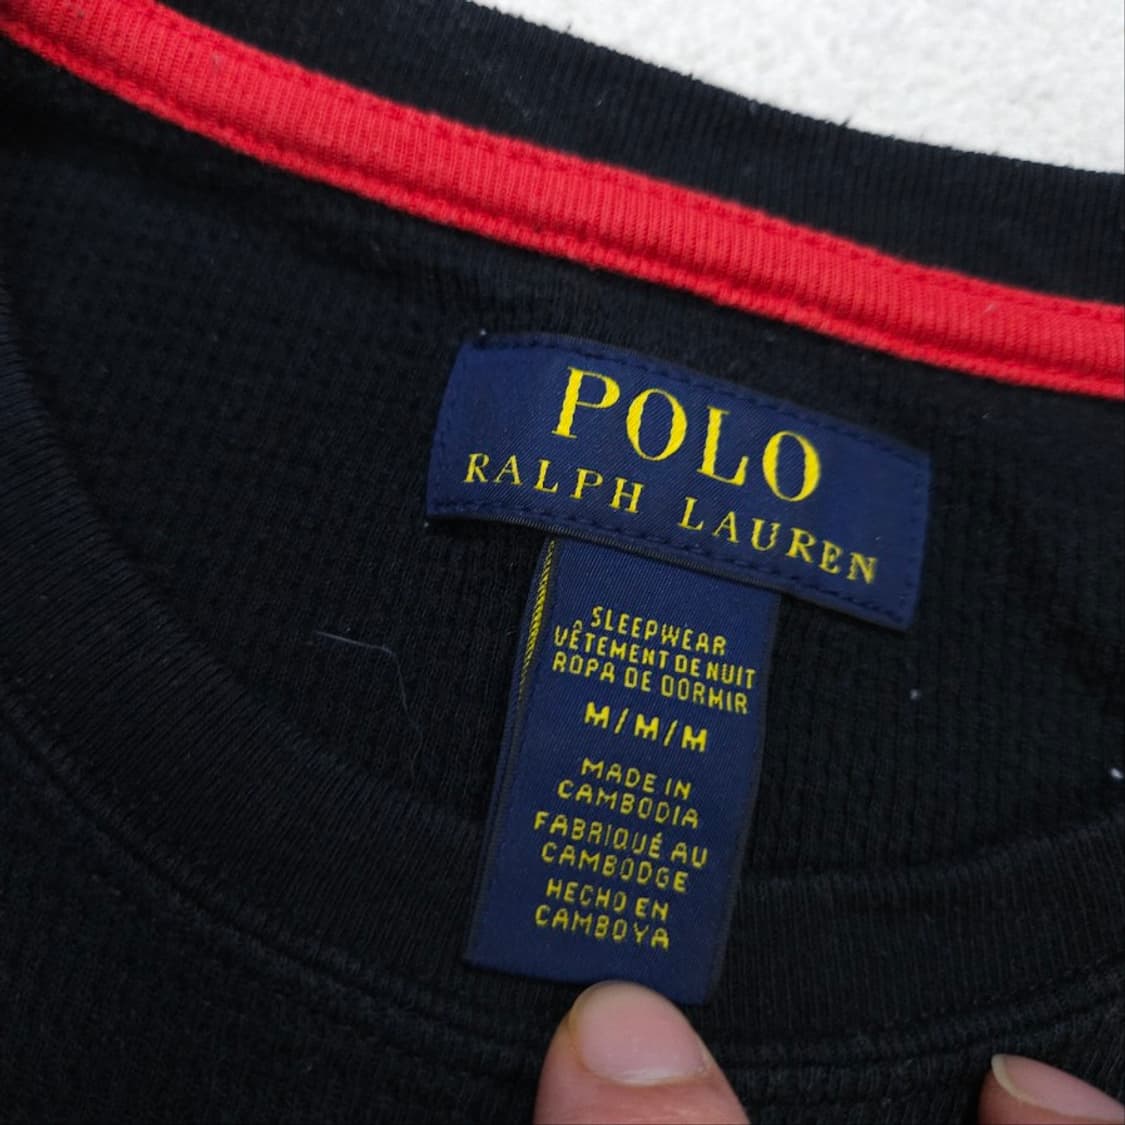 POLO
RALPH LAUREN
SLEEPWEAR
VÊTEMENT DE NUIT
ROPA DE DORMIR
M/M/M
MADE IN
CAMBODIA
FABRIQUÉ AU
CAMBODGE
HECHO EN
CAMBOYA